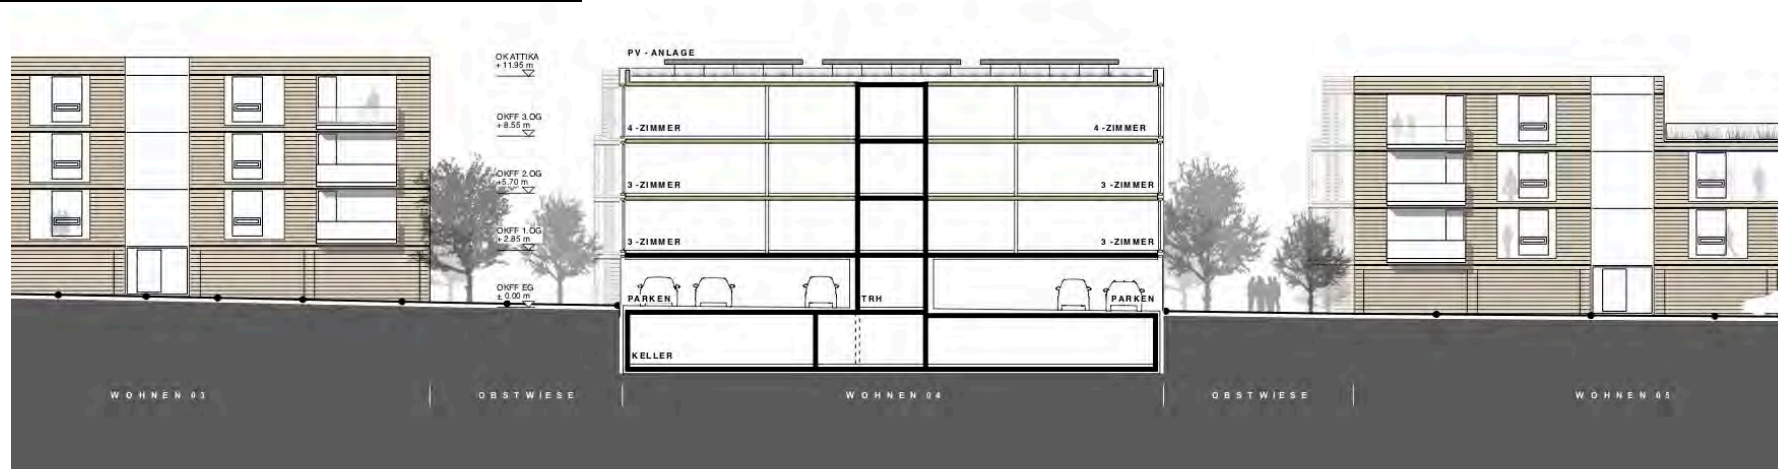 PV - ANLAGE
OK ATTIKA
+ 11.95 m
OKFF 3.OG
+ 8.55 m
4 -ZIMMER
4 -ZIMMER
OKFF 2.OG
+5.70 m
3 -ZIMMER
3 -ZIMMER
OKFF 1.OG
+2.85 m
3 -ZIMMER
3 -ZIMMER
OKFF EG
± 0.00 m
PARKEN
TRH
PARKEN
KELLER
WOHNEN 03
OBSTWIESE
WOHNEN 04
OBSTWIESE
WOHNEN 05